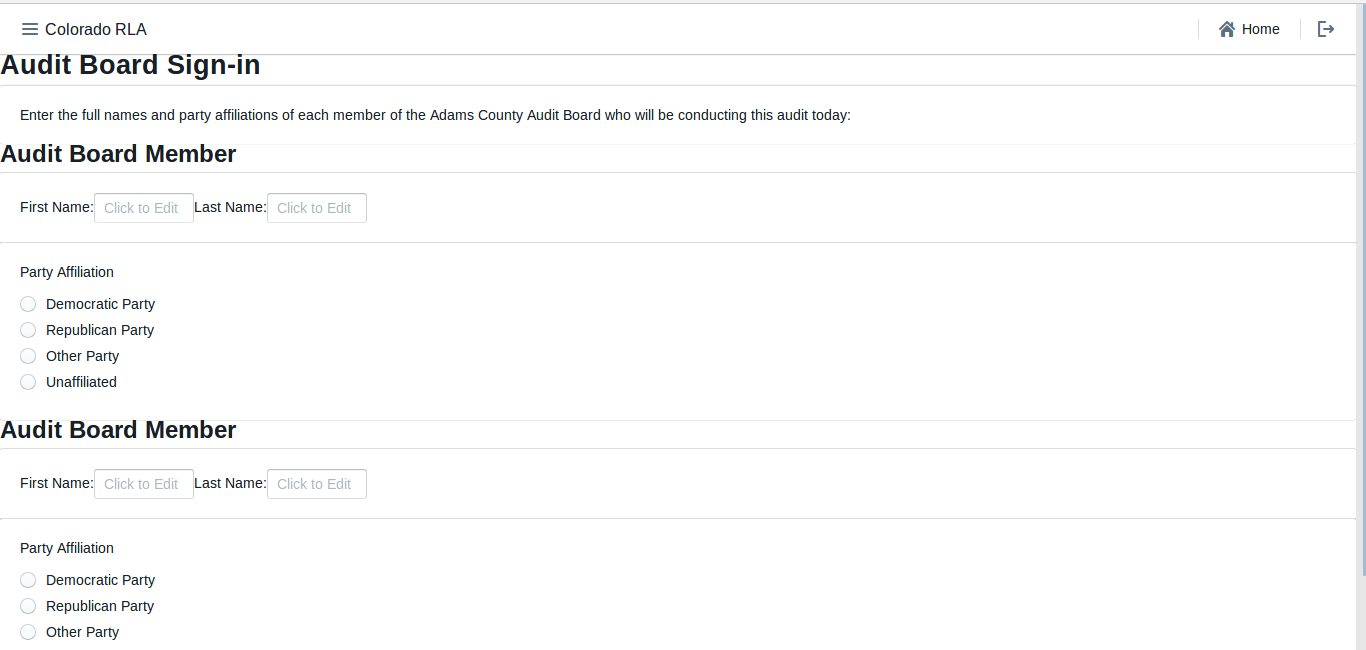 Colorado RLA Home
Audit Board Sign-in
Enter the full names and party affiliations of each member of the Adams County Audit Board who will be conducting this audit today:
Audit Board Member
First Name: Click to Edit Last Name: Click to Edit
Party Affiliation
Democratic Party
Republican Party
Other Party
Unaffiliated
Audit Board Member
First Name: Click to Edit Last Name: Click to Edit
Party Affiliation
Democratic Party
Republican Party
Other Party